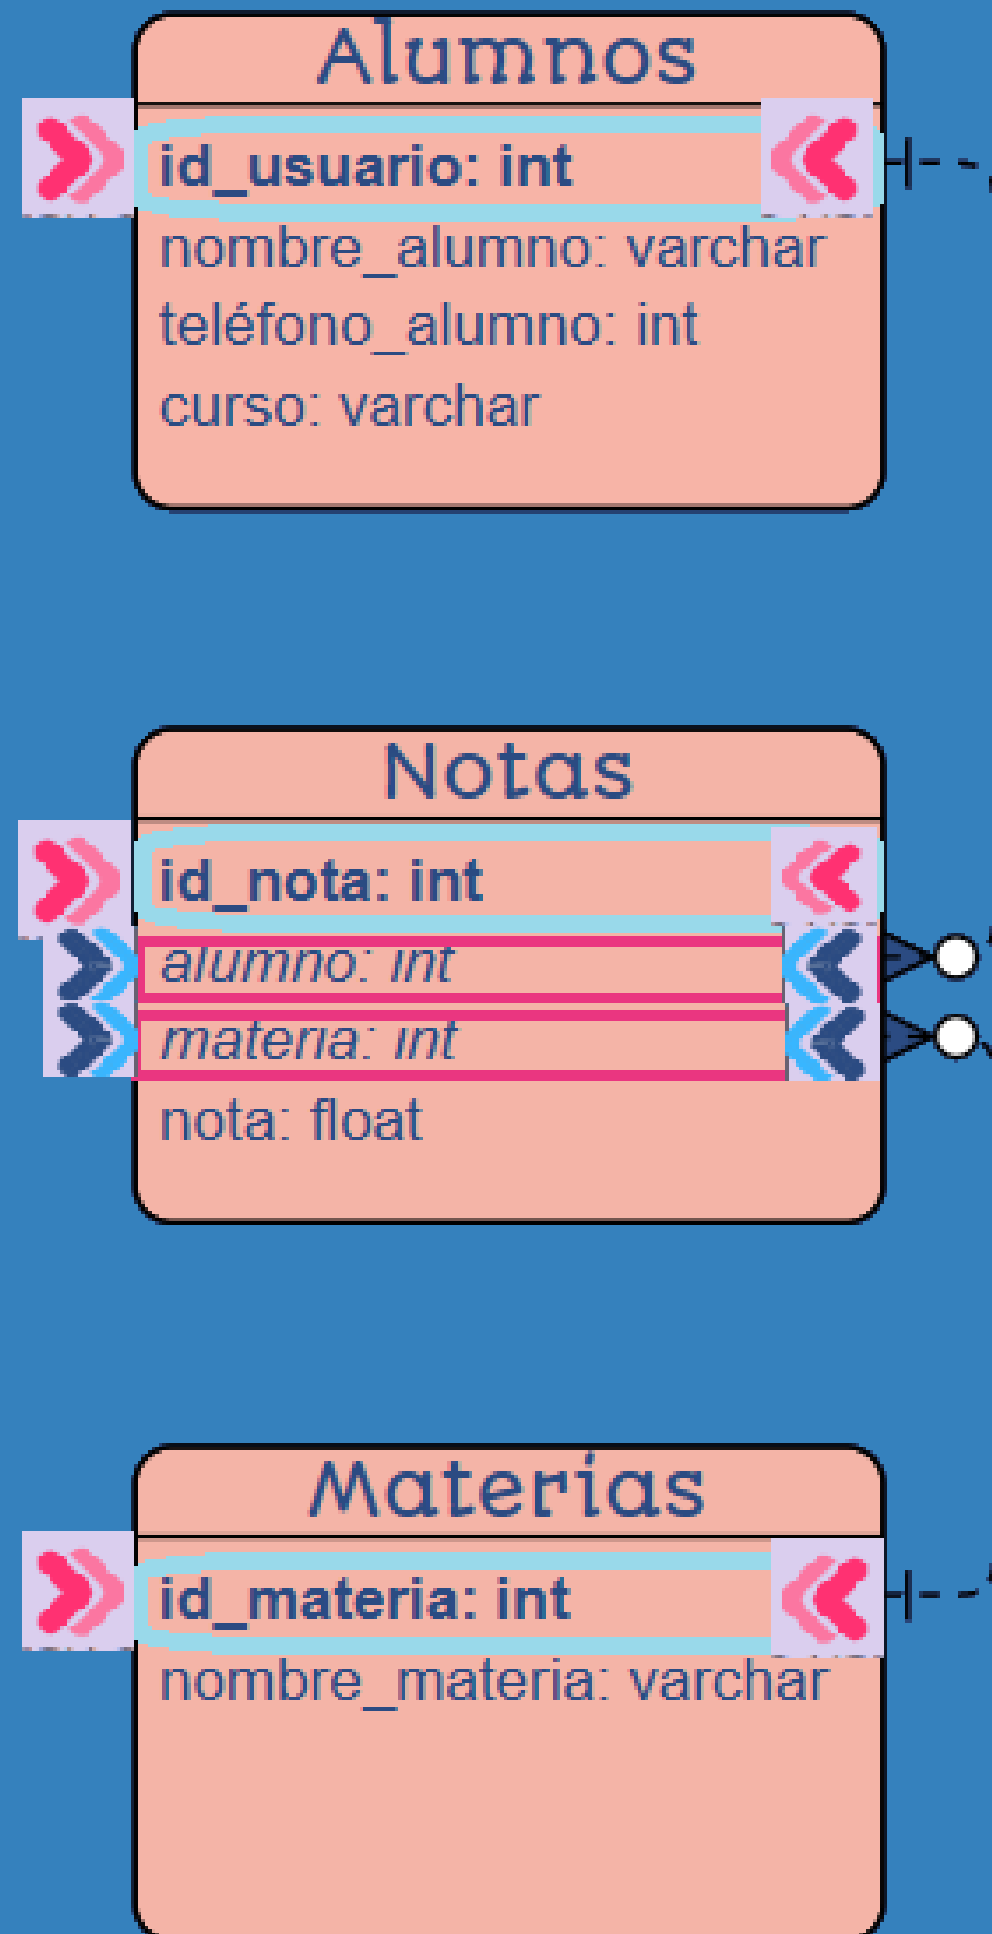 Alumnos
id_usuario: int
nombre_alumno: varchar
teléfono_alumno: int
curso: varchar
Notas
id_nota: int
alumno: int
materia: int
nota: float
Materias
id_materia: int
nombre_materia: varchar